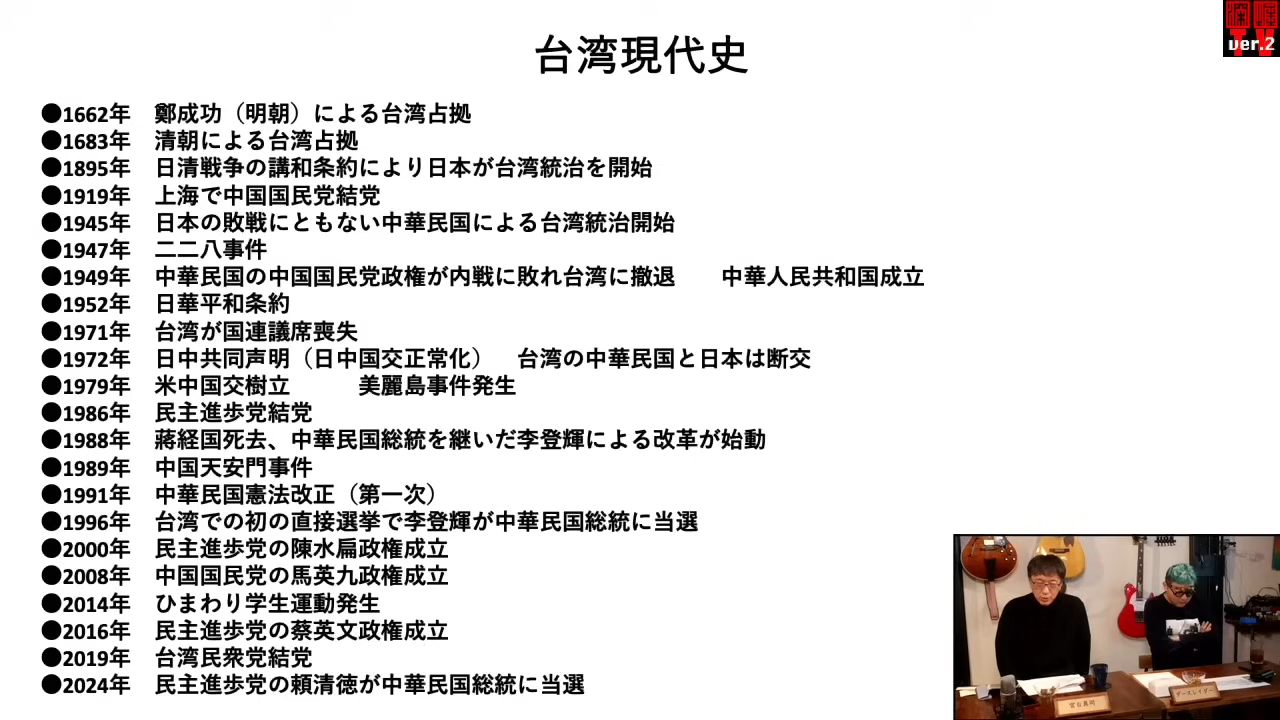 台湾現代史
深掘
TV
ver.2
●1662年 鄭成功（明朝）による台湾占拠
●1683年 清朝による台湾占拠
●1895年 日清戦争の講和条約により日本が台湾統治を開始
●1919年 上海で中国国民党結党
●1945年 日本の敗戦にともない中華民国による台湾統治開始
●1947年 二二八事件
●1949年 中華民国の中国国民党政権が内戦に敗れ台湾に撤退 中華人民共和国成立
●1952年 日華平和条約
●1971年 台湾が国連議席喪失
●1972年 日中共同声明（日中国交正常化） 台湾の中華民国と日本は断交
●1979年 米中国交樹立 美麗島事件発生
●1986年 民主進歩党結党
●1988年 蔣経国死去、中華民国総統を継いだ李登輝による改革が始動
●1989年 中国天安門事件
●1991年 中華民国憲法改正（第一次）
●1996年 台湾での初の直接選挙で李登輝が中華民国総統に当選
●2000年 民主進歩党の陳水扁政権成立
●2008年 中国国民党の馬英九政権成立
●2014年 ひまわり学生運動発生
●2016年 民主進歩党の蔡英文政権成立
●2019年 台湾民衆党結党
●2024年 民主進歩党の頼清徳が中華民国総統に当選
宮台真司
ダースレイダー